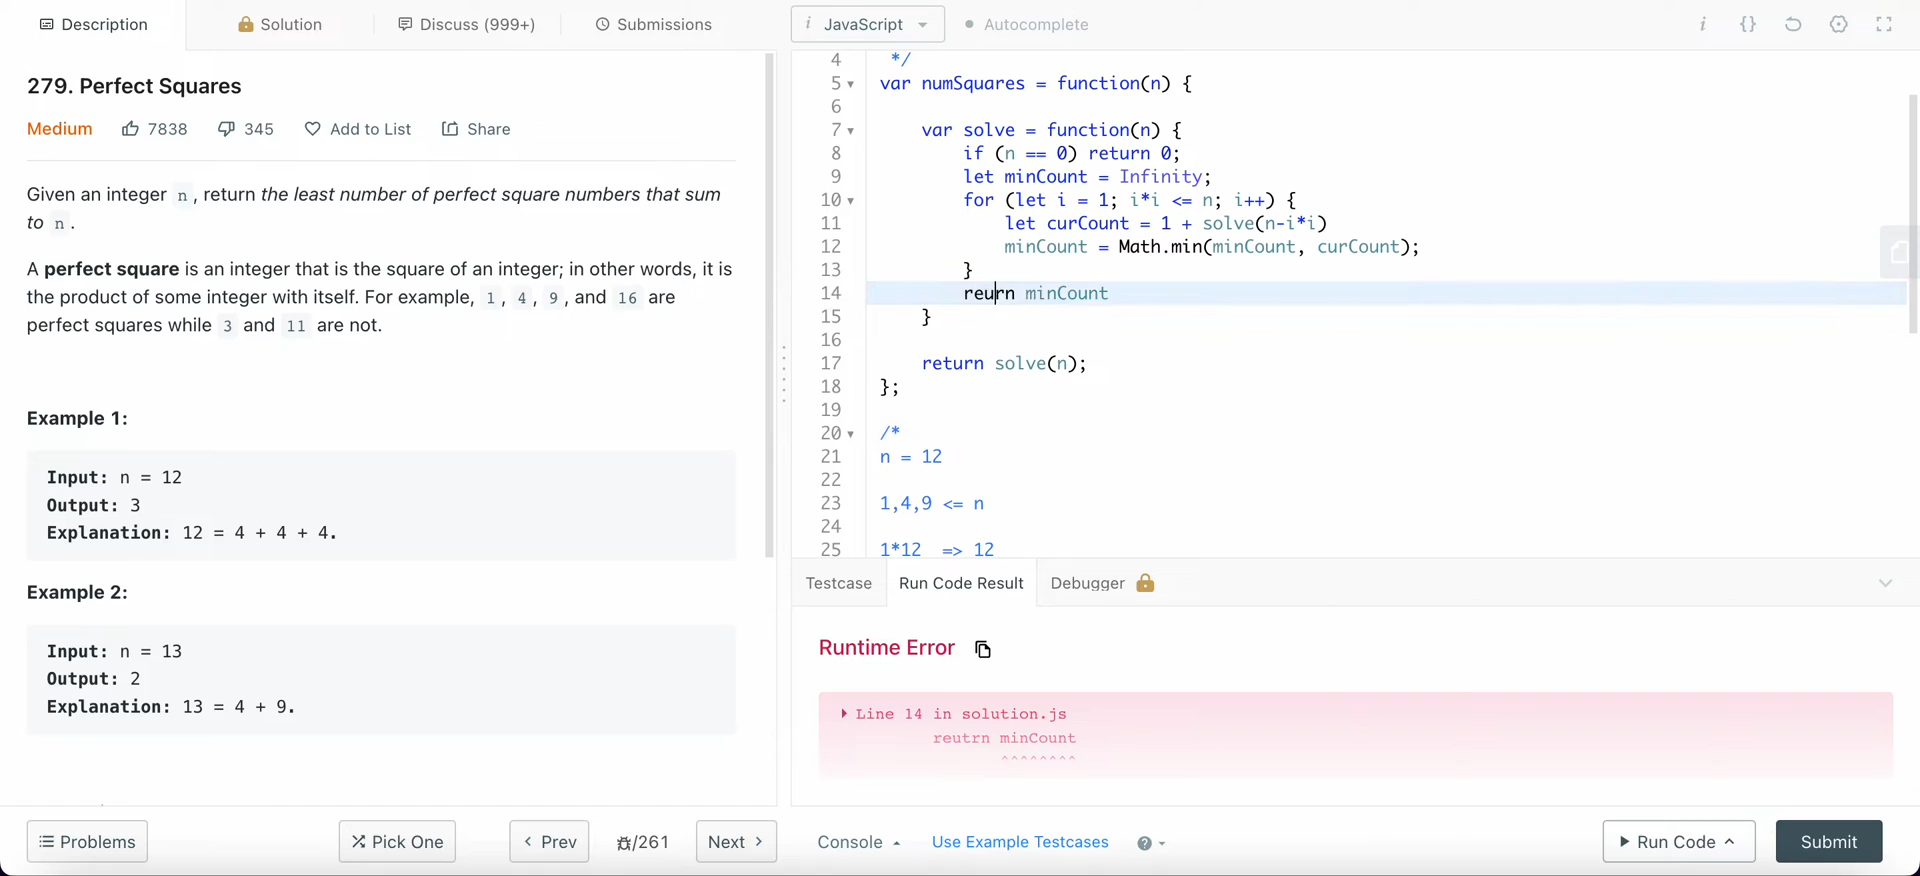 Description
Solution
Discuss (999+)
Submissions
i JavaScript
Autocomplete
i {}
279. Perfect Squares
Medium 7838 345 Add to List Share
Given an integer n , return the least number of perfect square numbers that sum
to n .
A perfect square is an integer that is the square of an integer; in other words, it is
the product of some integer with itself. For example, 1 , 4 , 9 , and 16 are
perfect squares while 3 and 11 are not.
Example 1:
Input: n = 12
Output: 3
Explanation: 12 = 4 + 4 + 4.
Example 2:
Input: n = 13
Output: 2
Explanation: 13 = 4 + 9.
4 */
5 var numSquares = function(n) {
6
7 var solve = function(n) {
8 if (n == 0) return 0;
9 let minCount = Infinity;
10 for (let i = 1; i*i <= n; i++) {
11 let curCount = 1 + solve(n-i*i)
12 minCount = Math.min(minCount, curCount);
13 }
14 reurn minCount
15 }
16
17 return solve(n);
18 };
19
20 /*
21 n = 12
22
23 1,4,9 <= n
24
25 1*12 => 12
Testcase
Run Code Result
Debugger
Runtime Error
Line 14 in solution.js
reutrn minCount
^^^^^^^^
Problems
Pick One
< Prev
/261
Next >
Console
Use Example Testcases
?
Run Code
Submit